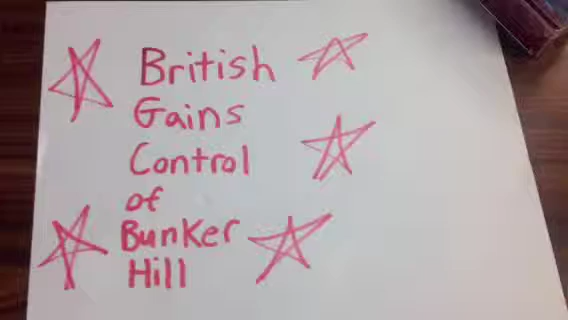 British
Gains
Control
of
Bunker
Hill